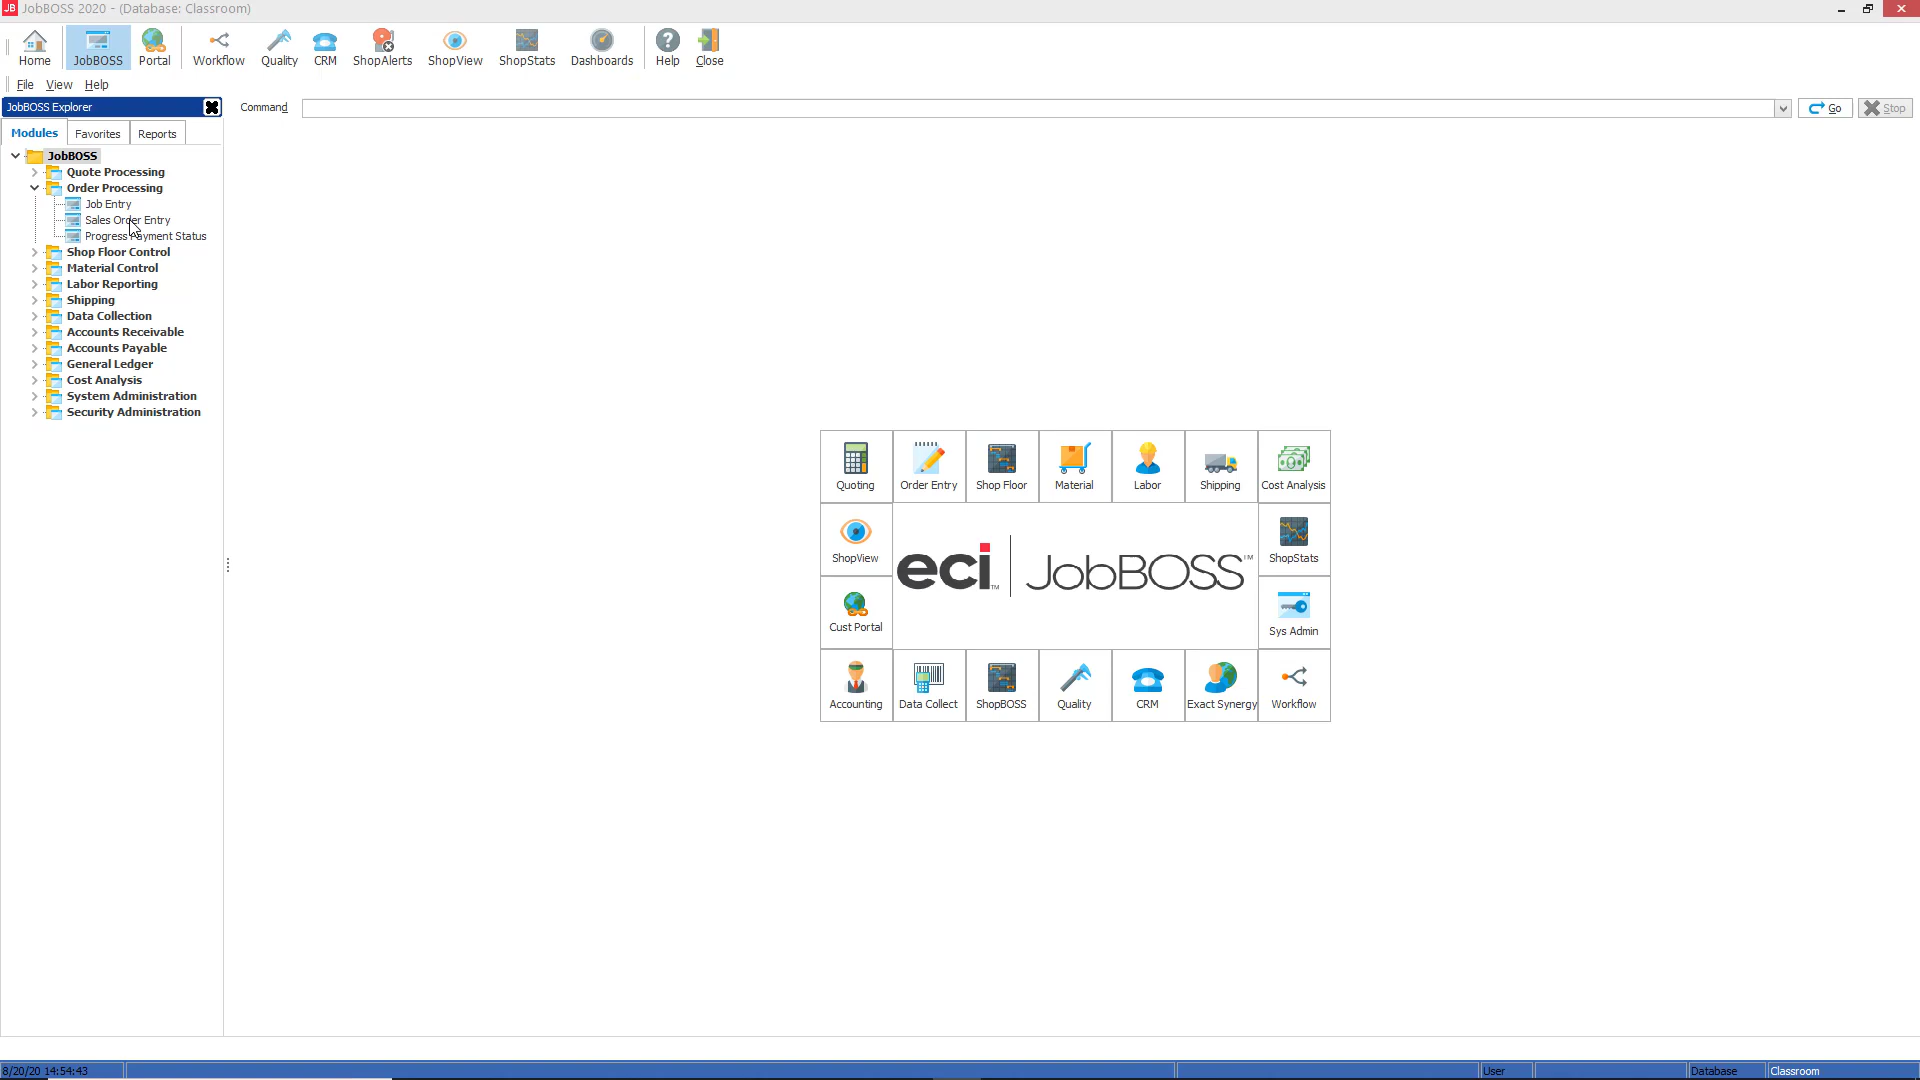 JB JobBOSS 2020 - (Database: Classroom)
Home JobBOSS Portal Workflow Quality CRM ShopAlerts ShopView ShopStats Dashboards Help Close
File View Help
JobBOSS Explorer
Command
Go
Stop
Modules Favorites Reports
JobBOSS
Quote Processing
Order Processing
Job Entry
Sales Order Entry
Progress Payment Status
Shop Floor Control
Material Control
Labor Reporting
Shipping
Data Collection
Accounts Receivable
Accounts Payable
General Ledger
Cost Analysis
System Administration
Security Administration
Quoting Order Entry Shop Floor Material Labor Shipping Cost Analysis
ShopView
eci™ JobBOSS™
ShopStats
Cust Portal
Sys Admin
Accounting Data Collect ShopBOSS Quality CRM Exact Synergy Workflow
8/20/20 14:54:43
User
Database
Classroom